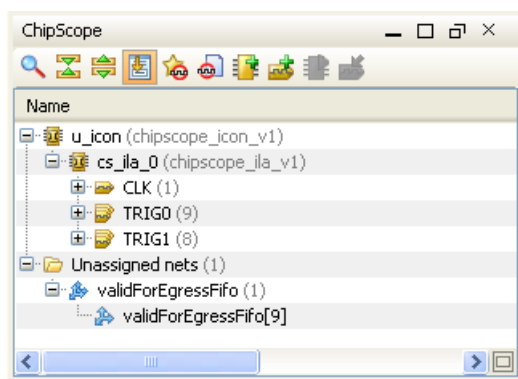 ChipScope
Name
u_icon (chipscope_icon_v1)
cs_ila_0 (chipscope_ila_v1)
CLK (1)
TRIG0 (9)
TRIG1 (8)
Unassigned nets (1)
validForEgressFifo (1)
validForEgressFifo[9]